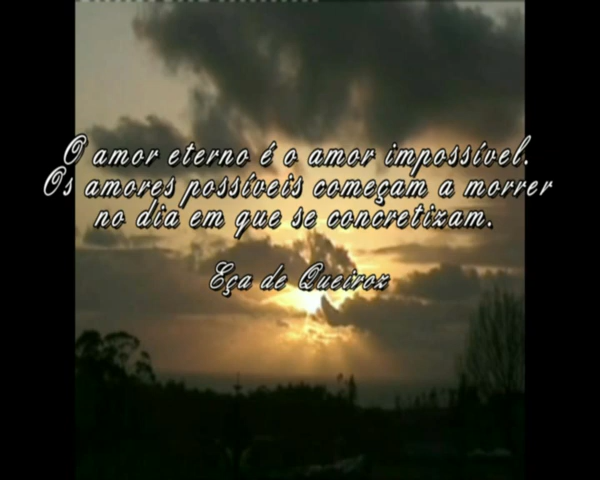 O amor eterno é o amor impossível.
Os amores possíveis começam a morrer
no dia em que se concretizam.
Eça de Queiroz